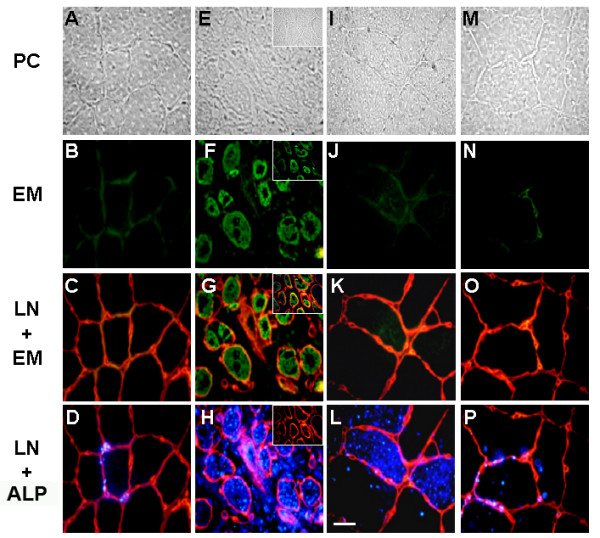 A E I M
PC
B F J N
EM
C G K O
LN + EM
D H L P
LN + ALP